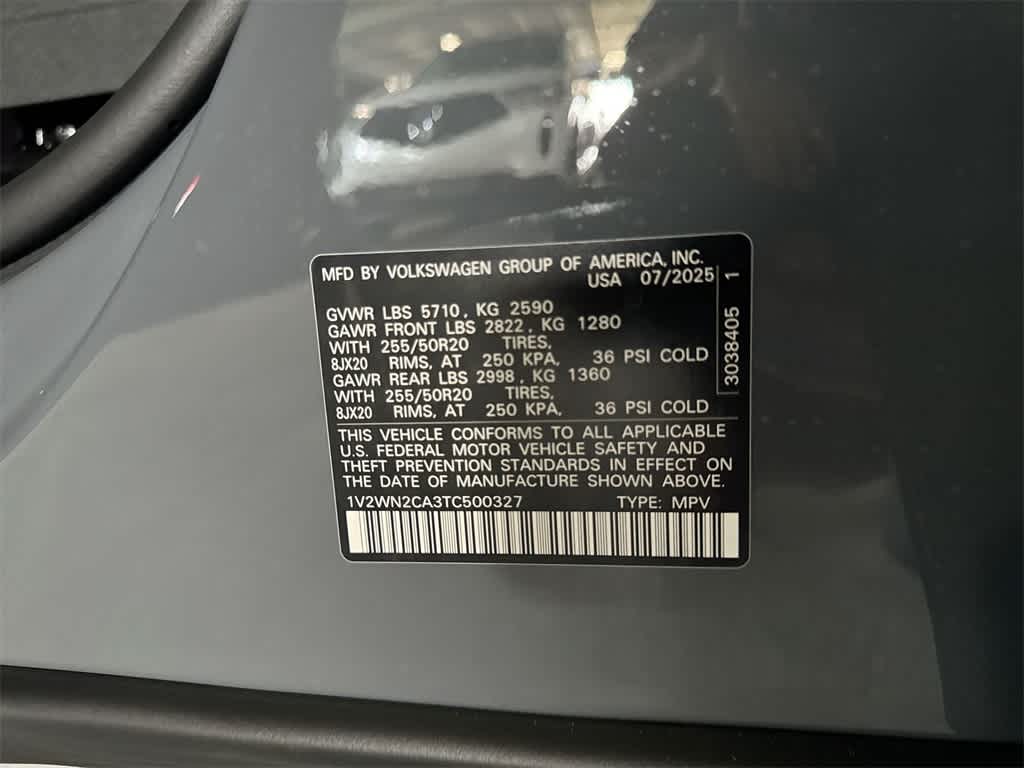 MFD BY VOLKSWAGEN GROUP OF AMERICA, INC.
USA 07/2025
GVWR LBS 5710, KG 2590
GAWR FRONT LBS 2822, KG 1280
WITH 255/50R20 TIRES,
8JX20 RIMS, AT 250 KPA, 36 PSI COLD
GAWR REAR LBS 2998, KG 1360
WITH 255/50R20 TIRES,
8JX20 RIMS, AT 250 KPA, 36 PSI COLD
3038405 1
THIS VEHICLE CONFORMS TO ALL APPLICABLE
U.S. FEDERAL MOTOR VEHICLE SAFETY AND
THEFT PREVENTION STANDARDS IN EFFECT ON
THE DATE OF MANUFACTURE SHOWN ABOVE.
1V2WN2CA3TC500327 TYPE: MPV